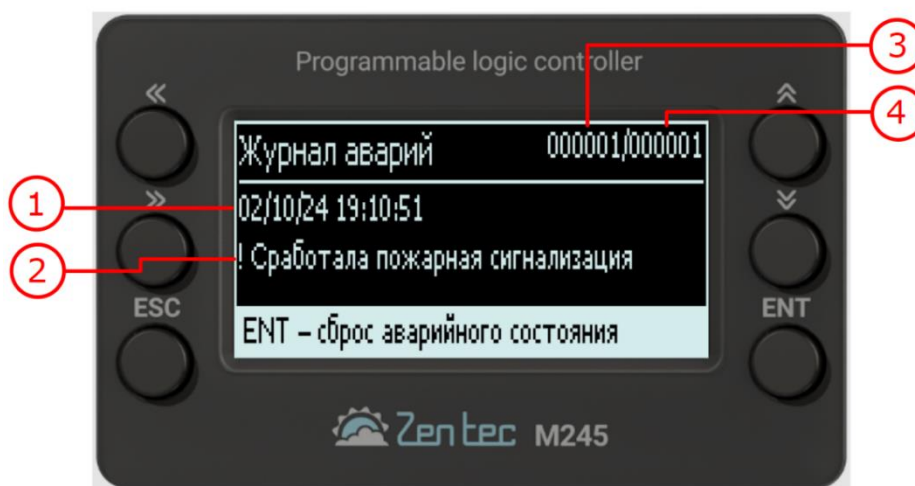 Programmable logic controller
3
«
︽
4
Журнал аварий 000001/000001
1
»
02/10/24 19:10:51
︾
2
! Сработала пожарная сигнализация
ESC
ENT
ENT – сброс аварийного состояния
Zentec M245